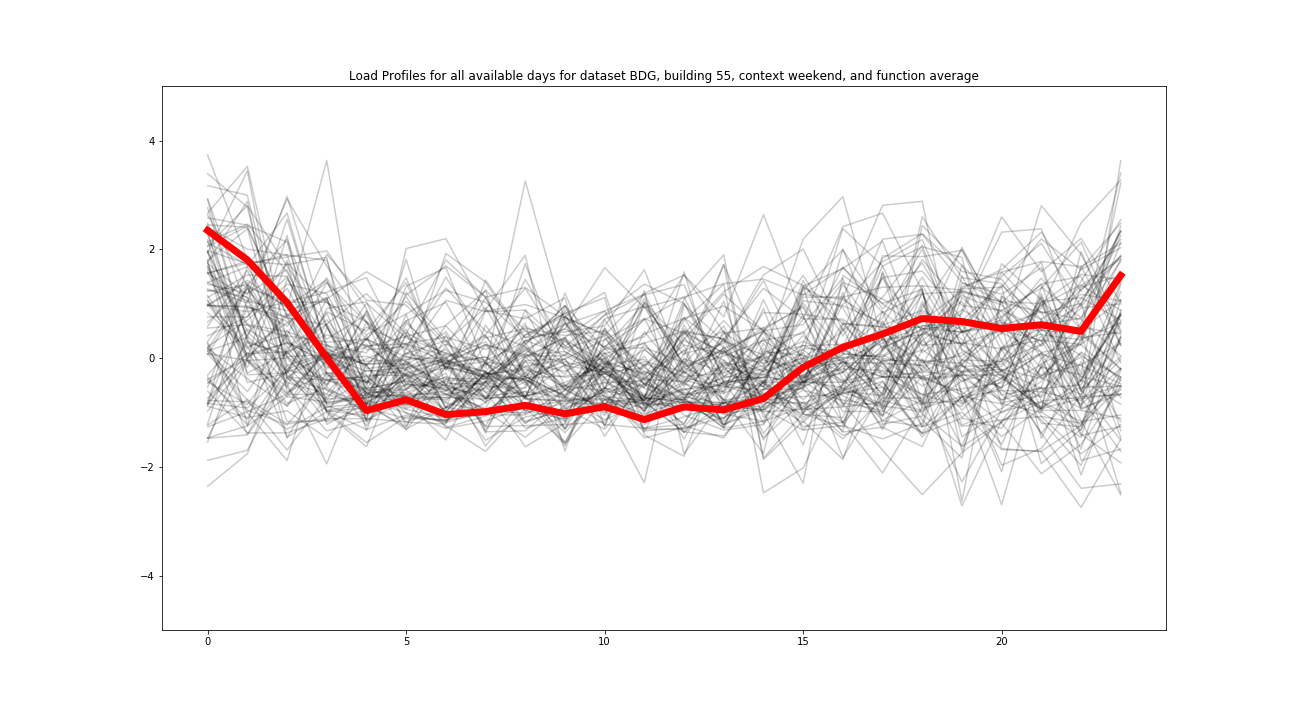 Load Profiles for all available days for dataset BDG, building 55, context weekend, and function average
4
2
0
−2
−4
0 5 10 15 20